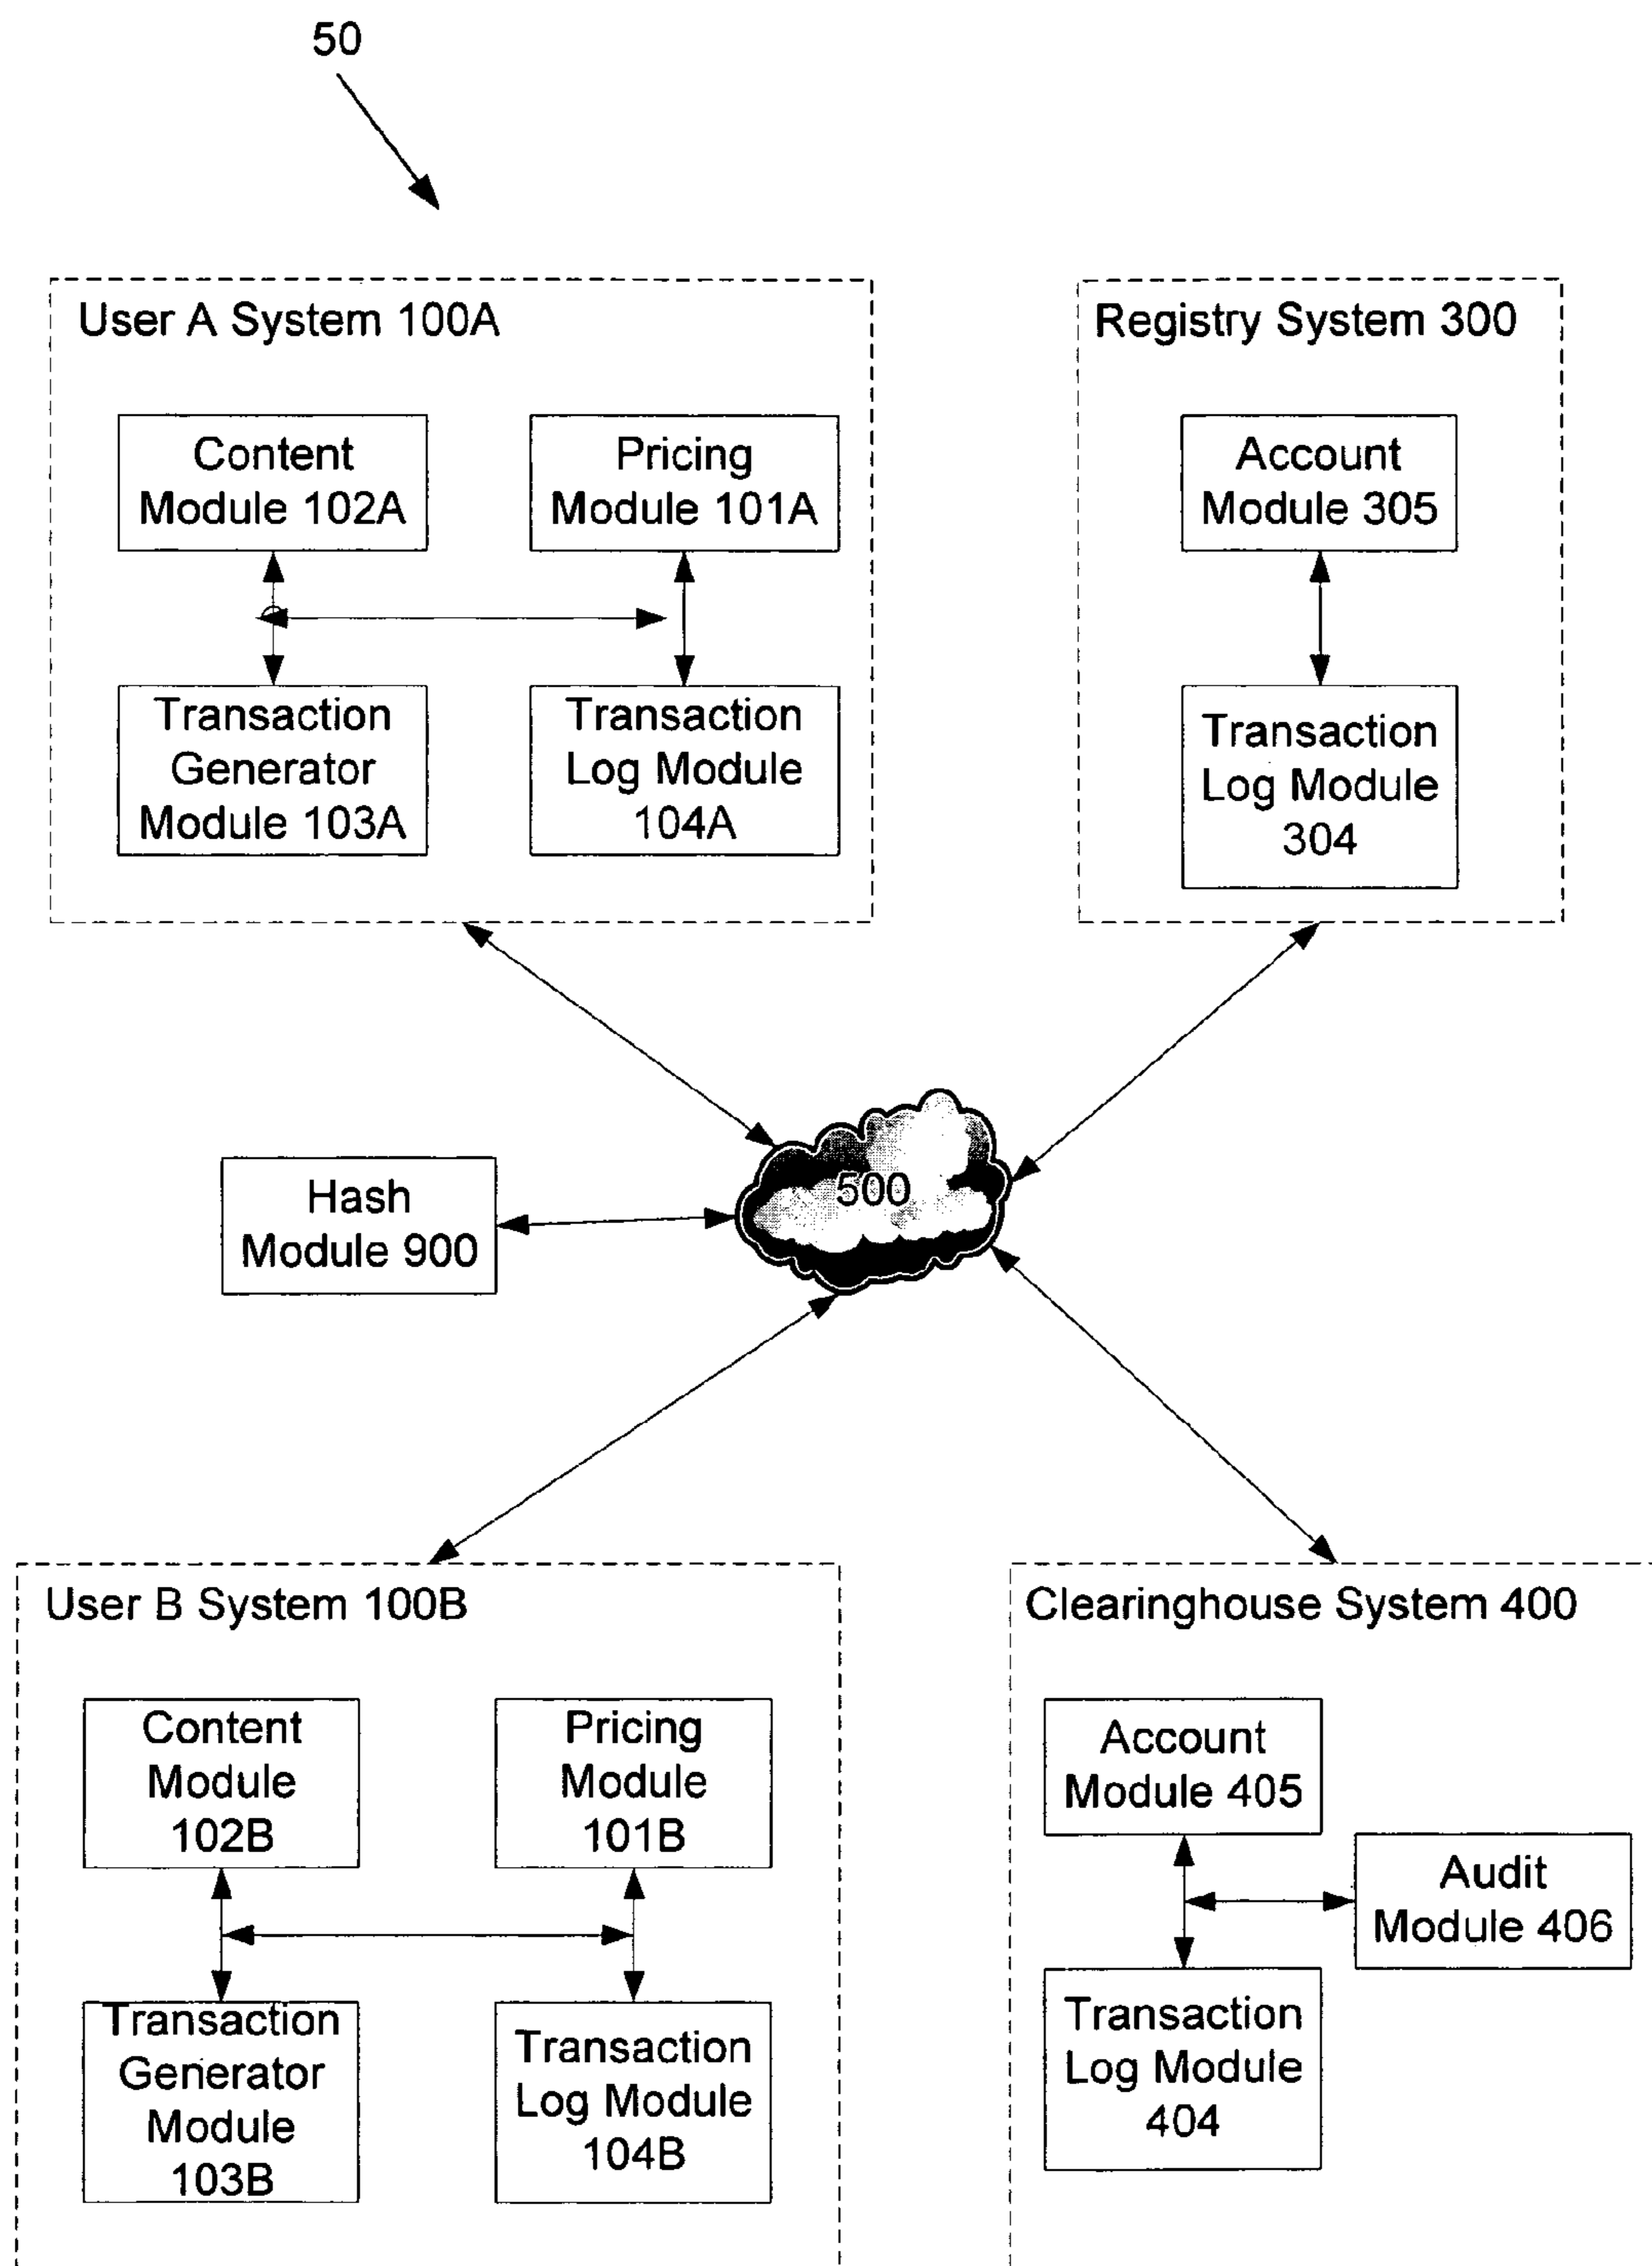 50
User A System 100A
Content
Module 102A
Pricing
Module 101A
Transaction
Generator
Module 103A
Transaction
Log Module
104A
Registry System 300
Account
Module 305
Transaction
Log Module
304
Hash
Module 900
500
User B System 100B
Content
Module
102B
Pricing
Module
101B
Transaction
Generator
Module
103B
Transaction
Log Module
104B
Clearinghouse System 400
Account
Module 405
Audit
Module 406
Transaction
Log Module
404